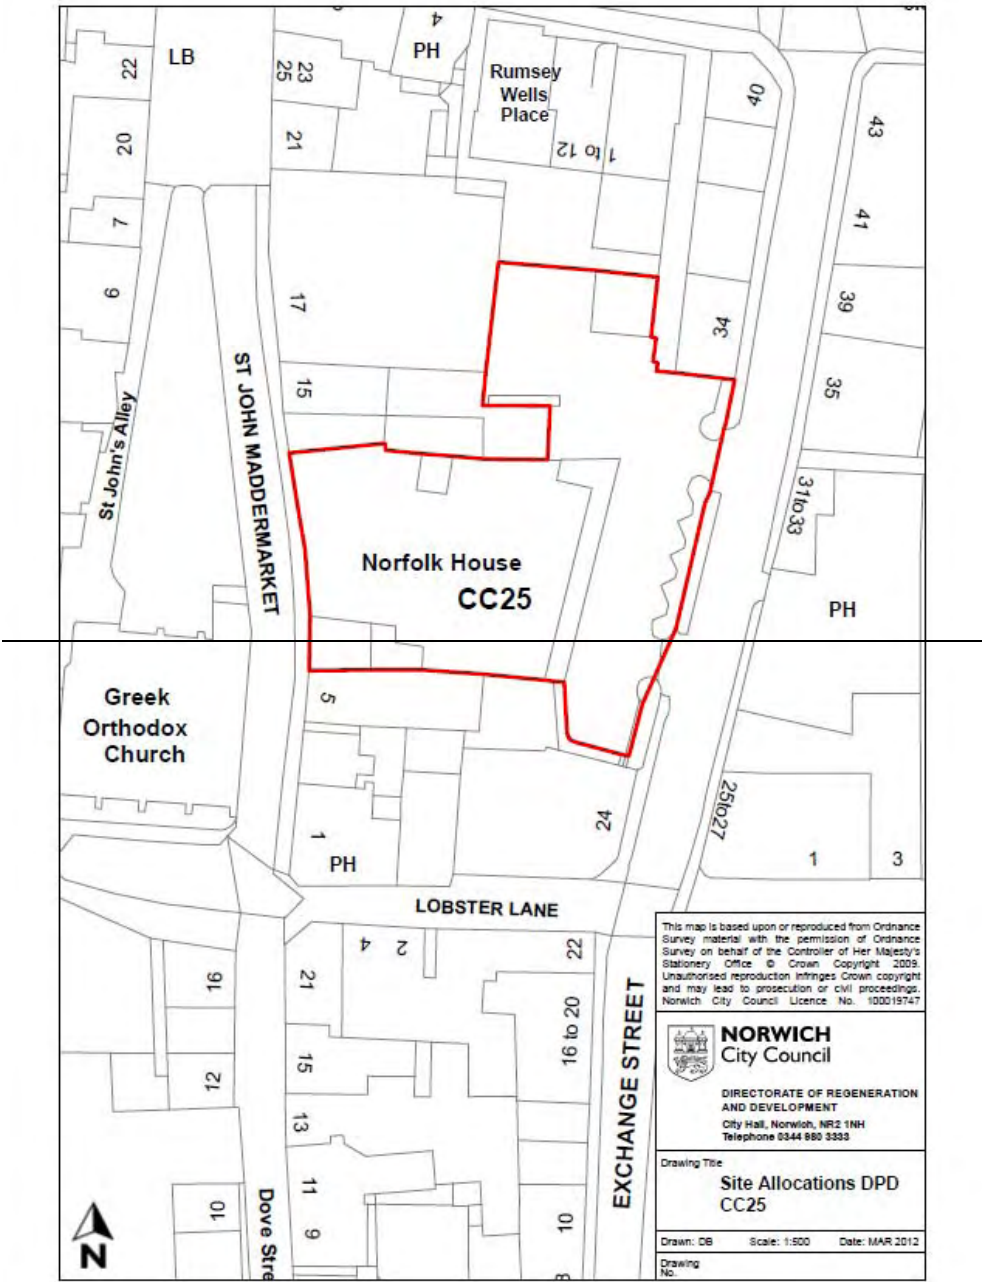 4
PH
LB
22
23
25
Rumsey
Wells
Place
40
43
20
21
1 to 12
7
41
6
17
39
34
ST JOHN MADDERMARKET
15
35
St John's Alley
31to33
Norfolk House
CC25
PH
Greek
Orthodox
Church
5
25to27
24
1
PH
1
3
LOBSTER LANE
4
2
22
16
21
EXCHANGE STREET
16 to 20
15
12
13
11
10
9
10
Dove Stre
N
This map is based upon or reproduced from Ordnance
Survey material with the permission of Ordnance
Survey on behalf of the Controller of Her Majesty's
Stationery Office © Crown Copyright 2009.
Unauthorised reproduction infringes Crown copyright
and may lead to prosecution or civil proceedings.
Norwich City Council Licence No. 100019747
NORWICH
City Council
DIRECTORATE OF REGENERATION
AND DEVELOPMENT
City Hall, Norwich, NR2 1NH
Telephone 0344 980 3333
Drawing Title
Site Allocations DPD
CC25
Drawn: DB Scale: 1:500 Date: MAR 2012
Drawing
No.